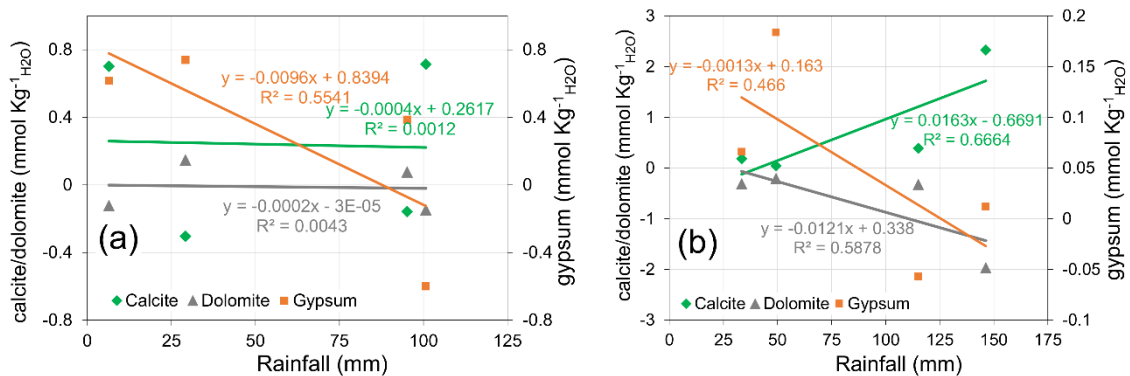 0.8
0.4
0
-0.4
-0.8
calcite/dolomite (mmol Kg⁻¹H2O)
y = -0.0096x + 0.8394
R² = 0.5541
y = -0.0004x + 0.2617
R² = 0.0012
y = -0.0002x - 3E-05
R² = 0.0043
(a)
Calcite Dolomite Gypsum
0.8
0.4
0
-0.4
-0.8
gypsum (mmol Kg⁻¹H2O)
0 25 50 75 100 125
Rainfall (mm)
3
2
1
0
-1
-2
-3
calcite/dolomite (mmol Kg⁻¹H2O)
y = -0.0013x + 0.163
R² = 0.466
y = 0.0163x - 0.6691
R² = 0.6664
y = -0.0121x + 0.338
R² = 0.5878
(b)
Calcite Dolomite Gypsum
0.2
0.15
0.1
0.05
0
-0.05
-0.1
gypsum (mmol Kg⁻¹H2O)
0 25 50 75 100 125 150 175
Rainfall (mm)